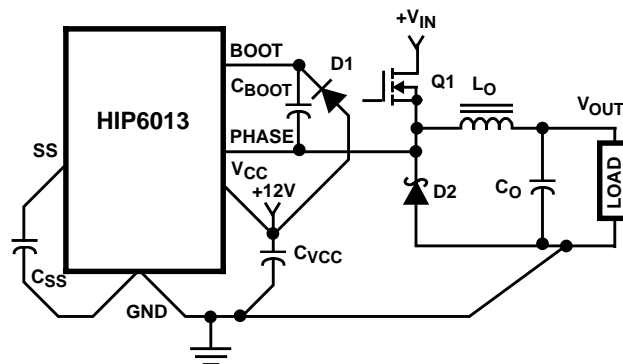 +VIN
BOOT
D1
CBOOT
Q1
LO
VOUT
HIP6013
SS
PHASE
VCC
+12V
D2
CO
LOAD
CSS
CVCC
GND